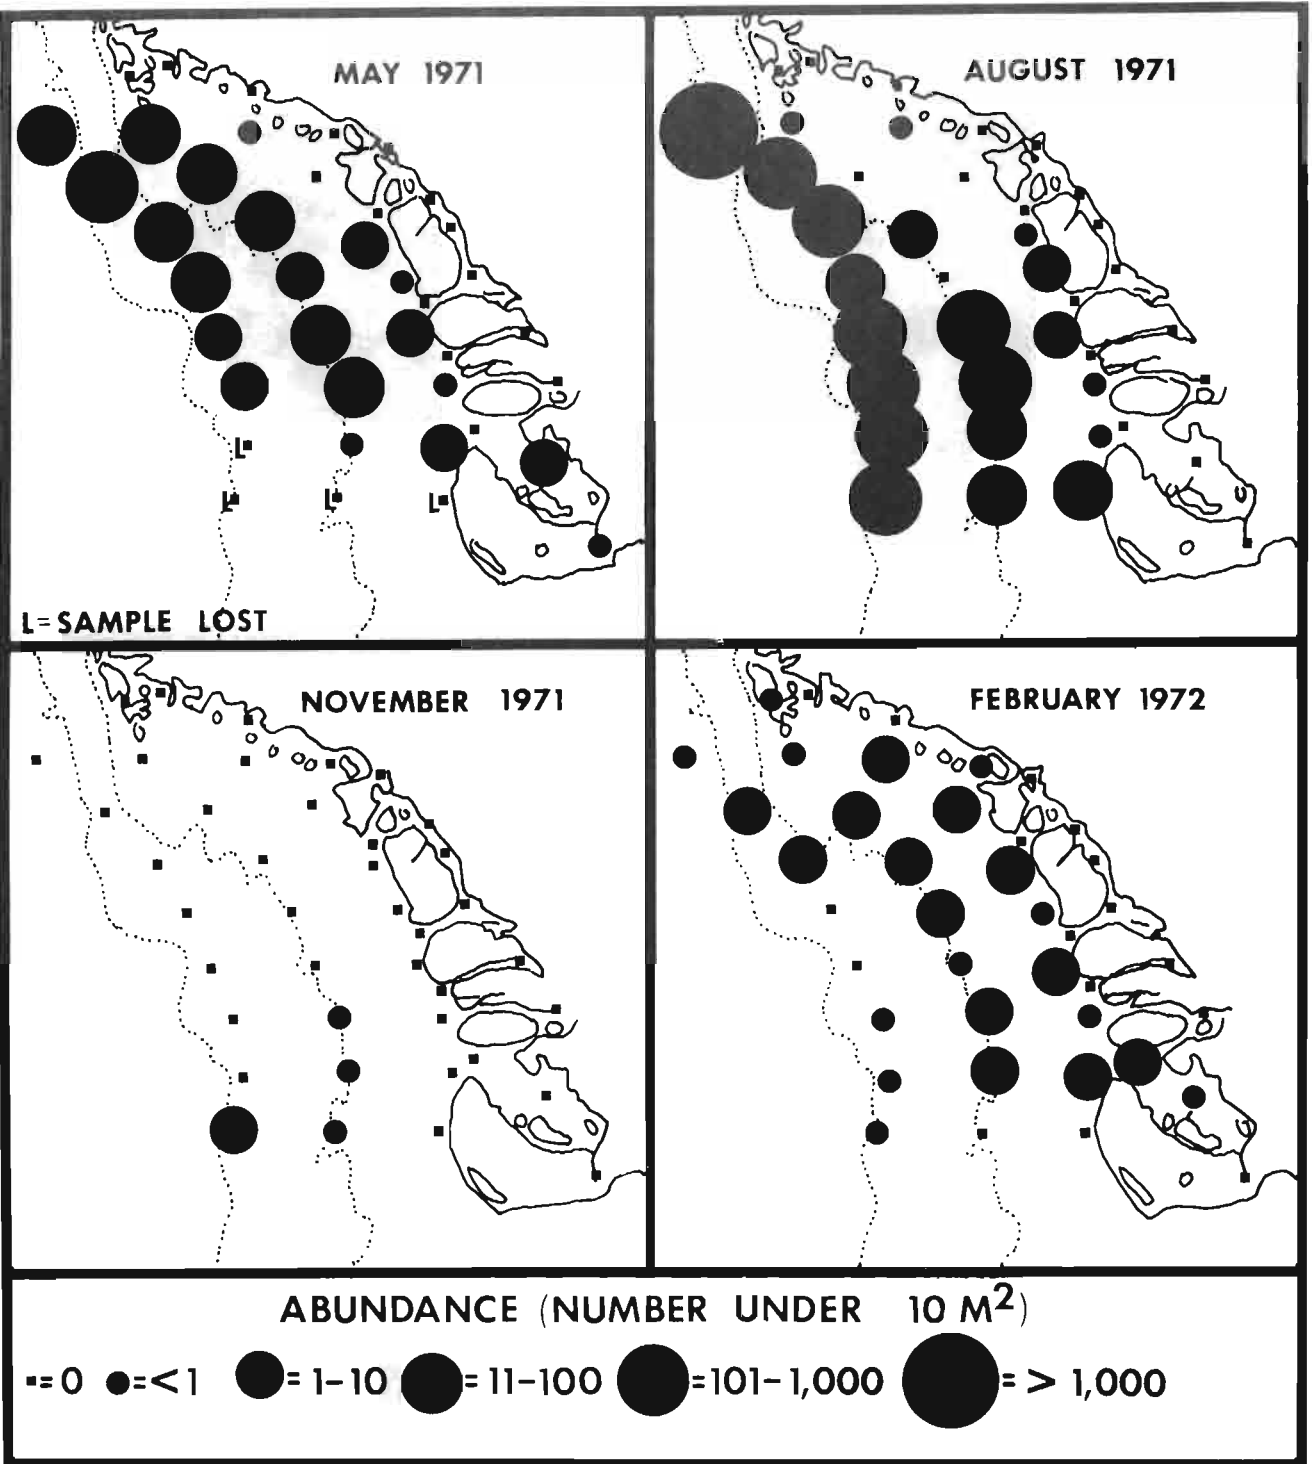 MAY 1971
AUGUST 1971
L
L
L
L
L=SAMPLE LOST
NOVEMBER 1971
FEBRUARY 1972
ABUNDANCE (NUMBER UNDER 10 M²)
=0 =<1 =1-10 =11-100 =101-1,000 => 1,000